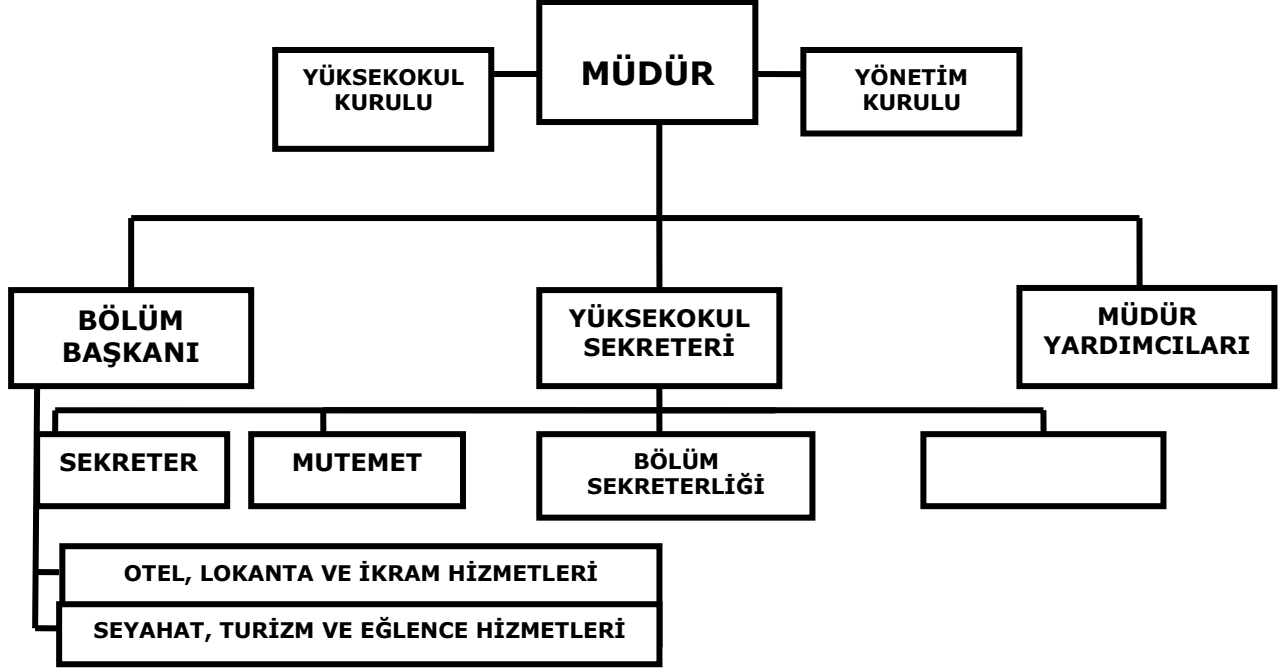 YÜKSEKOKUL
KURULU
MÜDÜR
YÖNETİM
KURULU
BÖLÜM
BAŞKANI
YÜKSEKOKUL
SEKRETERİ
MÜDÜR
YARDIMCILARI
SEKRETER
MUTEMET
BÖLÜM
SEKRETERLİĞİ
OTEL, LOKANTA VE İKRAM HİZMETLERİ
SEYAHAT, TURİZM VE EĞLENCE HİZMETLERİ